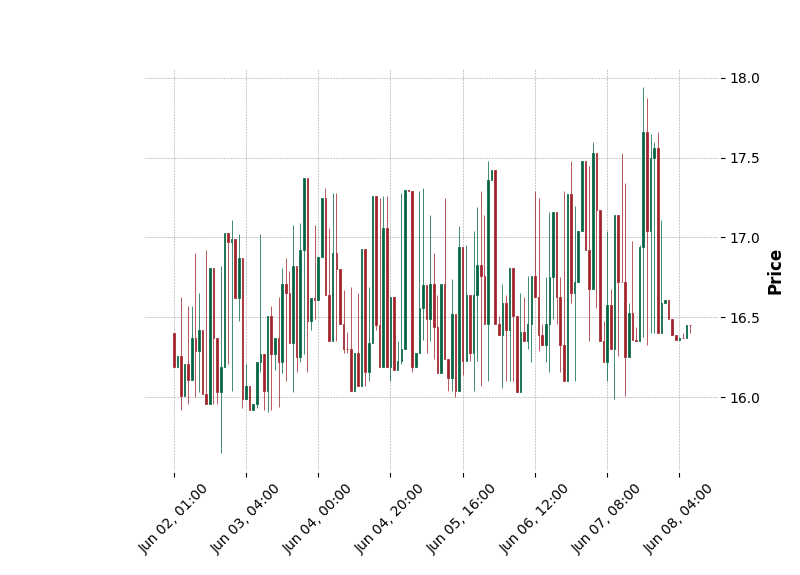 18.0
17.5
17.0
16.5
16.0
Price
Jun 02, 01:00
Jun 03, 04:00
Jun 04, 00:00
Jun 04, 20:00
Jun 05, 16:00
Jun 06, 12:00
Jun 07, 08:00
Jun 08, 04:00